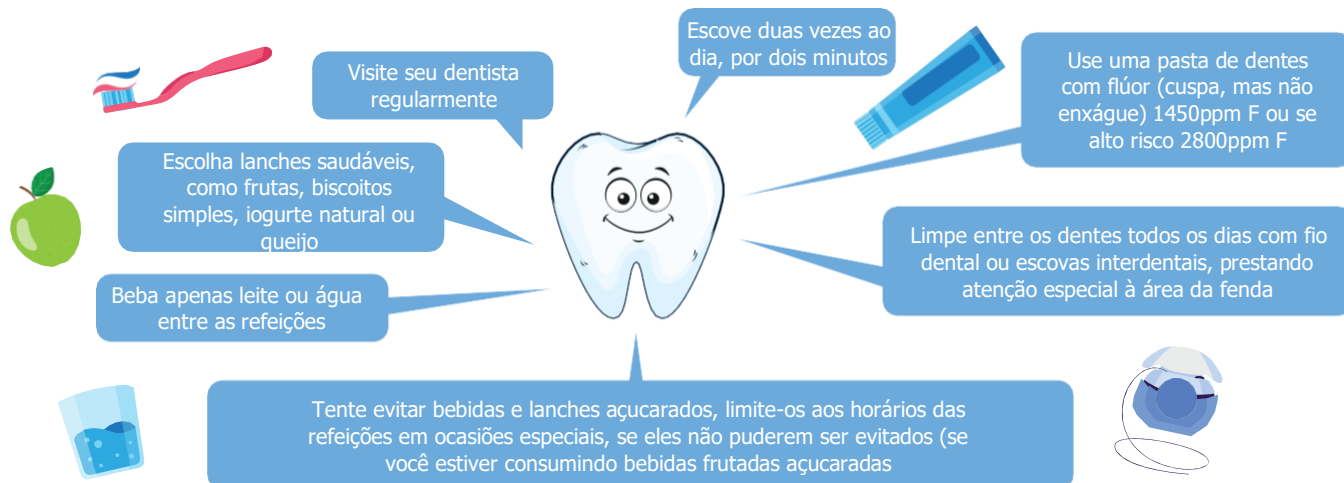 Escove duas vezes ao
dia, por dois minutos
Visite seu dentista
regularmente
Use uma pasta de dentes
com flúor (cuspa, mas não
enxágue) 1450ppm F ou se
alto risco 2800ppm F
Escolha lanches saudáveis,
como frutas, biscoitos
simples, iogurte natural ou
queijo
Limpe entre os dentes todos os dias com fio
dental ou escovas interdentais, prestando
atenção especial à área da fenda
Beba apenas leite ou água
entre as refeições
Tente evitar bebidas e lanches açucarados, limite-os aos horários das
refeições em ocasiões especiais, se eles não puderem ser evitados (se
você estiver consumindo bebidas frutadas açucaradas